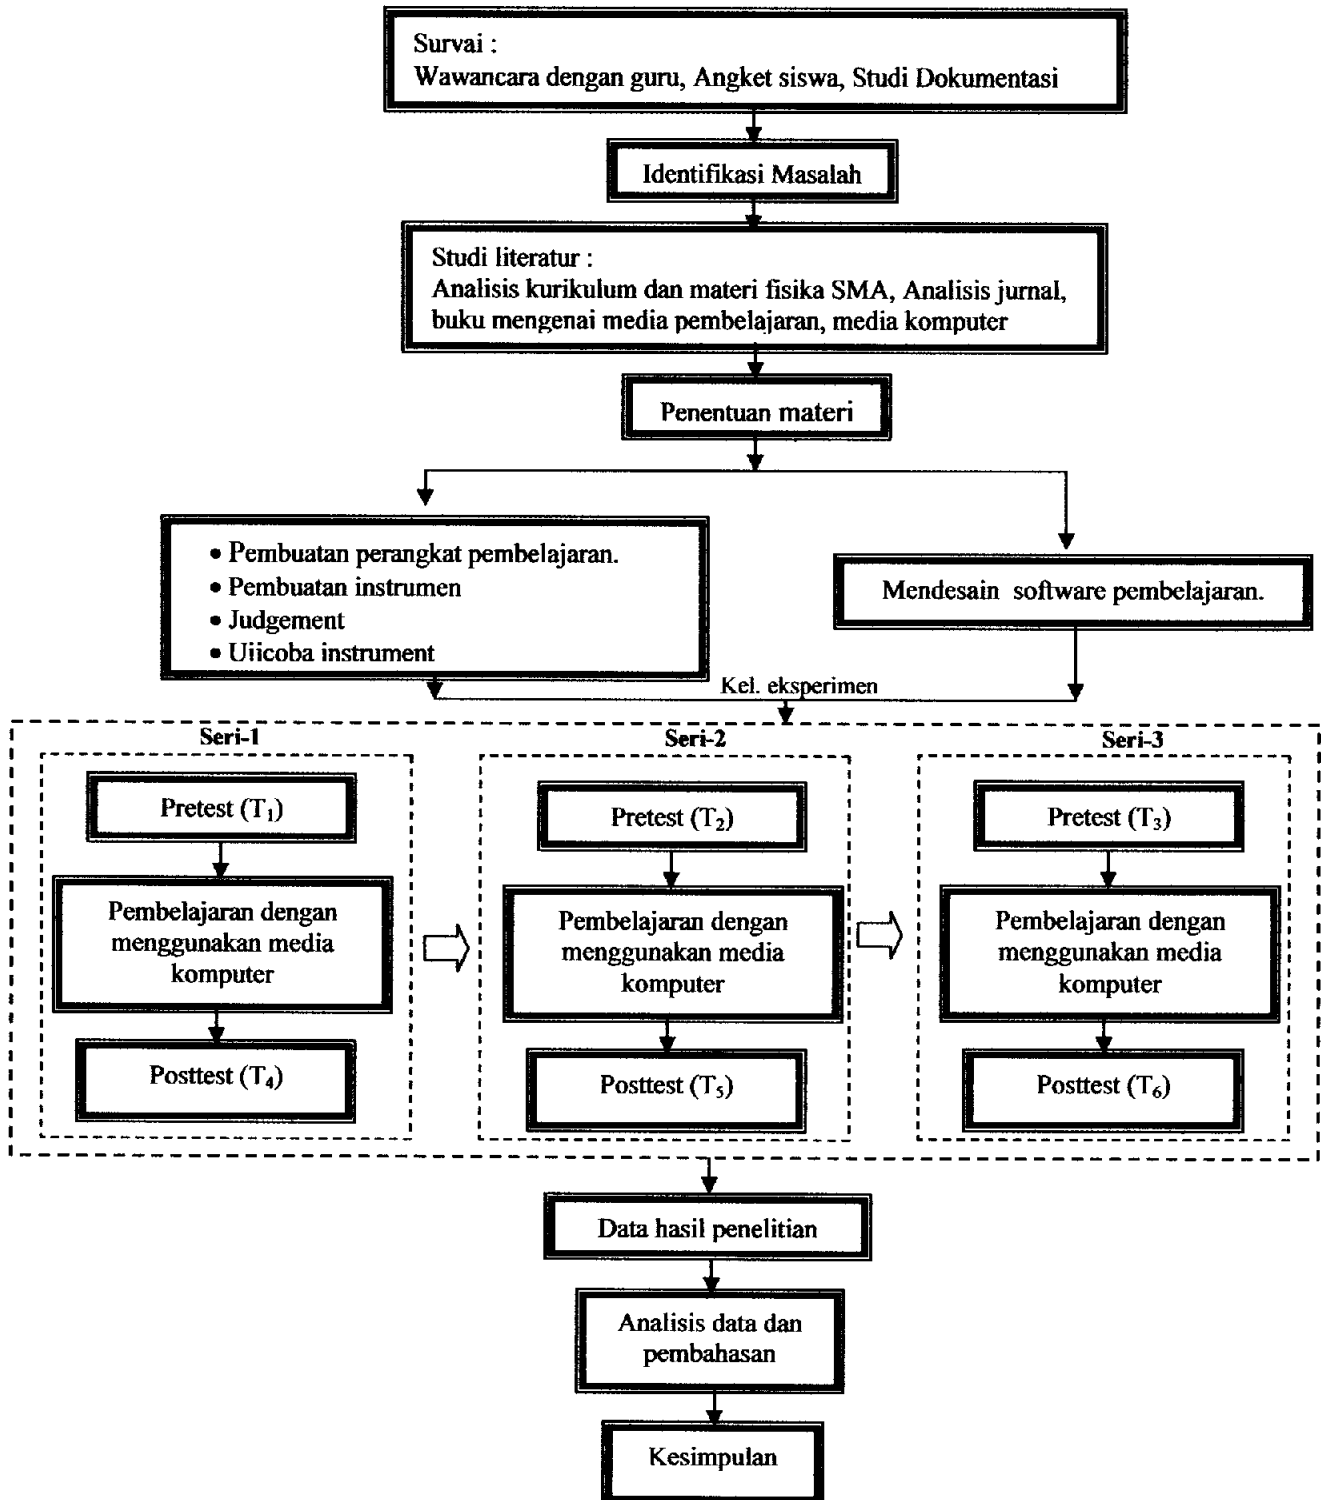 Survai :
Wawancara dengan guru, Angket siswa, Studi Dokumentasi
Identifikasi Masalah
Studi literatur :
Analisis kurikulum dan materi fisika SMA, Analisis jurnal,
buku mengenai media pembelajaran, media komputer
Penentuan materi
• Pembuatan perangkat pembelajaran.
• Pembuatan instrumen
• Judgement
• Uiicoba instrument
Mendesain software pembelajaran.
Kel. eksperimen
Seri-1
Pretest (T₁)
Pembelajaran dengan
menggunakan media
komputer
Posttest (T₄)
Seri-2
Pretest (T₂)
Pembelajaran dengan
menggunakan media
komputer
Posttest (T₅)
Seri-3
Pretest (T₃)
Pembelajaran dengan
menggunakan media
komputer
Posttest (T₆)
Data hasil penelitian
Analisis data dan
pembahasan
Kesimpulan